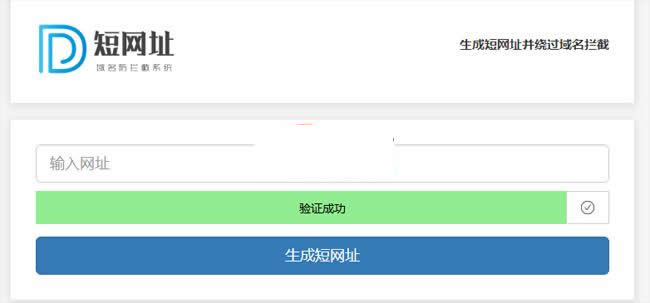 短网址
域名防拦截系统
生成短网址并绕过域名拦截
输入网址
验证成功
生成短网址